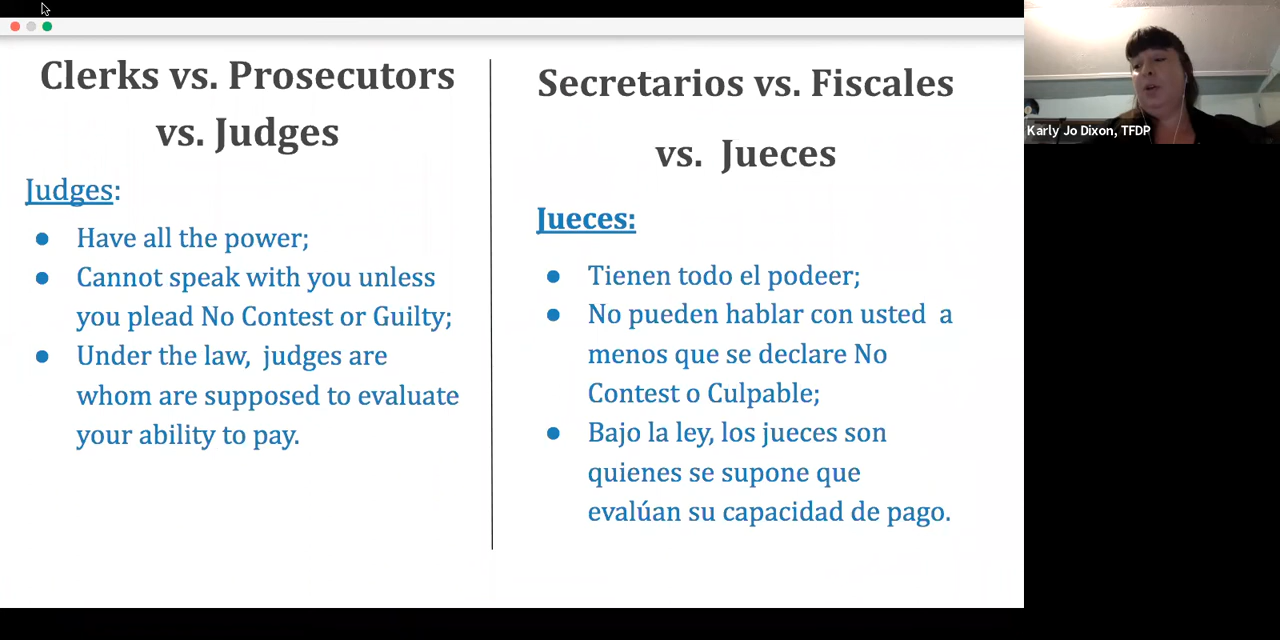 Clerks vs. Prosecutors
vs. Judges
Judges:
● Have all the power;
● Cannot speak with you unless
you plead No Contest or Guilty;
● Under the law, judges are
whom are supposed to evaluate
your ability to pay.
Secretarios vs. Fiscales
vs. Jueces
Jueces:
● Tienen todo el podeer;
● No pueden hablar con usted a
menos que se declare No
Contest o Culpable;
● Bajo la ley, los jueces son
quienes se supone que
evalúan su capacidad de pago.
Karly Jo Dixon, TFDP